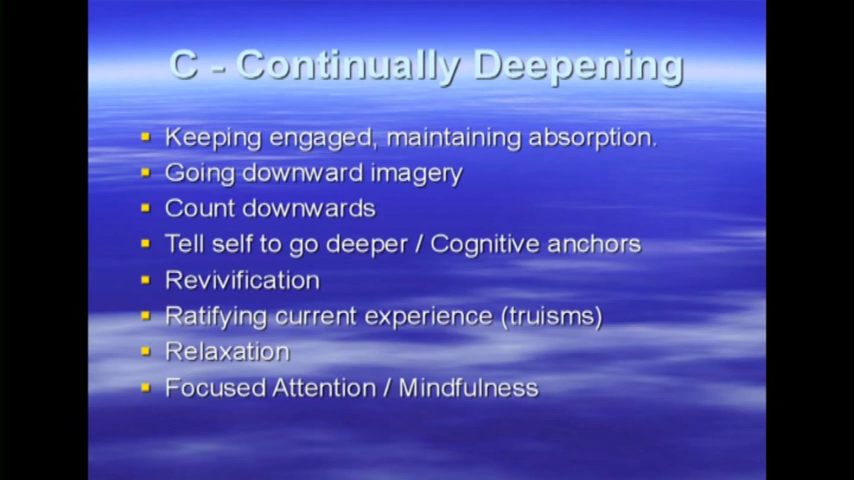 C - Continually Deepening
Keeping engaged, maintaining absorption.
Going downward imagery
Count downwards
Tell self to go deeper / Cognitive anchors
Revivification
Ratifying current experience (truisms)
Relaxation
Focused Attention / Mindfulness